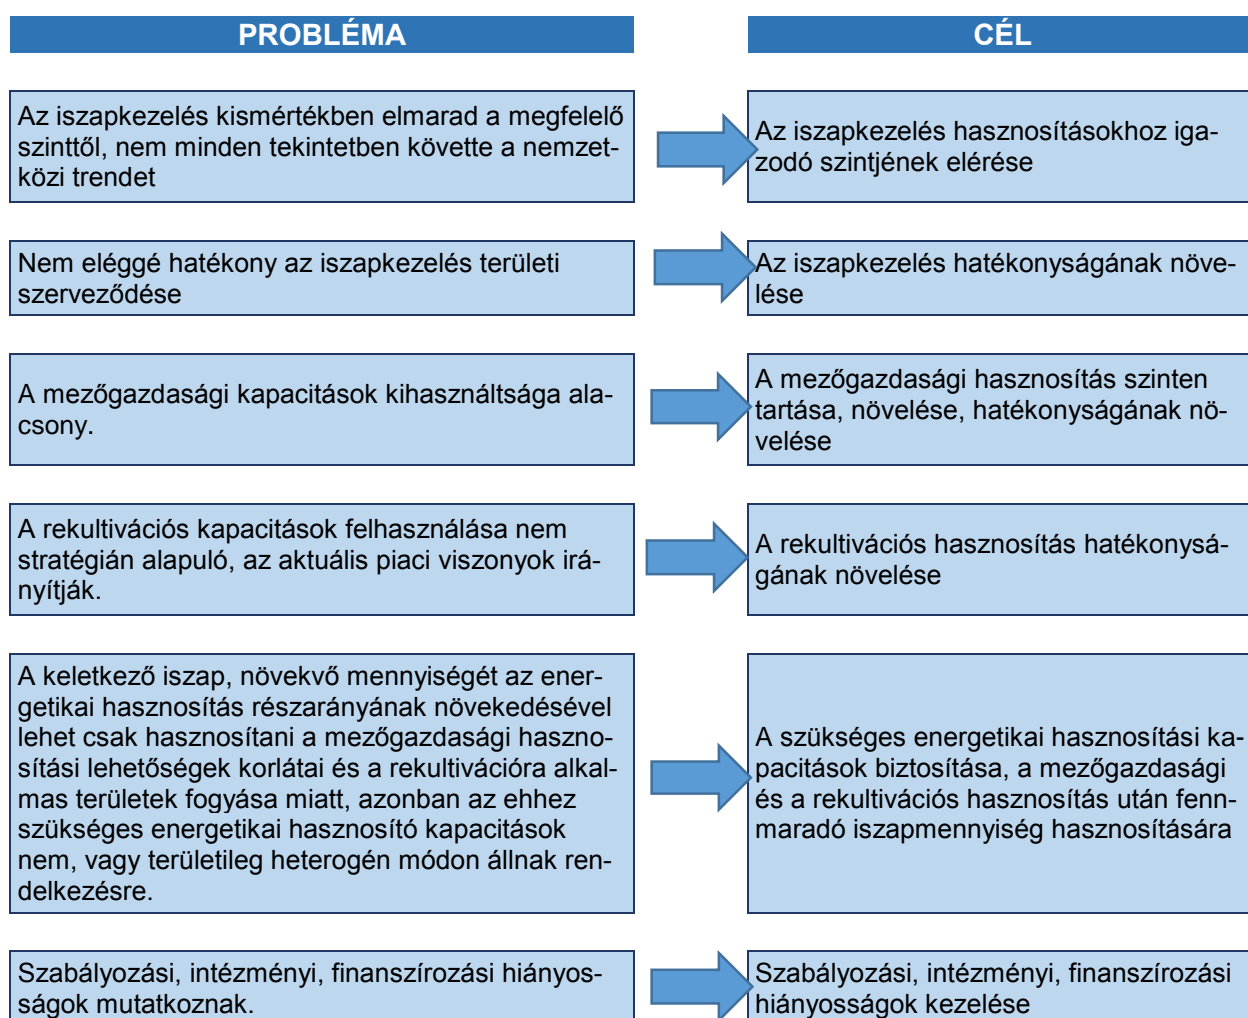 PROBLÉMA
CÉL
Az iszapkezelés kismértékben elmarad a megfelelő
szinttől, nem minden tekintetben követte a nemzet-
közi trendet
Az iszapkezelés hasznosításokhoz iga-
zodó szintjének elérése
Nem eléggé hatékony az iszapkezelés területi
szerveződése
Az iszapkezelés hatékonyságának növe-
lése
A mezőgazdasági kapacitások kihasználtsága ala-
csony.
A mezőgazdasági hasznosítás szinten
tartása, növelése, hatékonyságának nö-
velése
A rekultivációs kapacitások felhasználása nem
stratégián alapuló, az aktuális piaci viszonyok irá-
nyítják.
A rekultivációs hasznosítás hatékonysá-
gának növelése
A keletkező iszap, növekvő mennyiségét az ener-
getikai hasznosítás részarányának növekedésével
lehet csak hasznosítani a mezőgazdasági haszno-
sítási lehetőségek korlátai és a rekultivációra alkal-
mas területek fogyása miatt, azonban az ehhez
szükséges energetikai hasznosító kapacitások
nem, vagy területileg heterogén módon állnak ren-
delkezésre.
A szükséges energetikai hasznosítási ka-
pacitások biztosítása, a mezőgazdasági
és a rekultivációs hasznosítás után fenn-
maradó iszapmennyiség hasznosítására
Szabályozási, intézményi, finanszírozási hiányos-
ságok mutatkoznak.
Szabályozási, intézményi, finanszírozási
hiányosságok kezelése